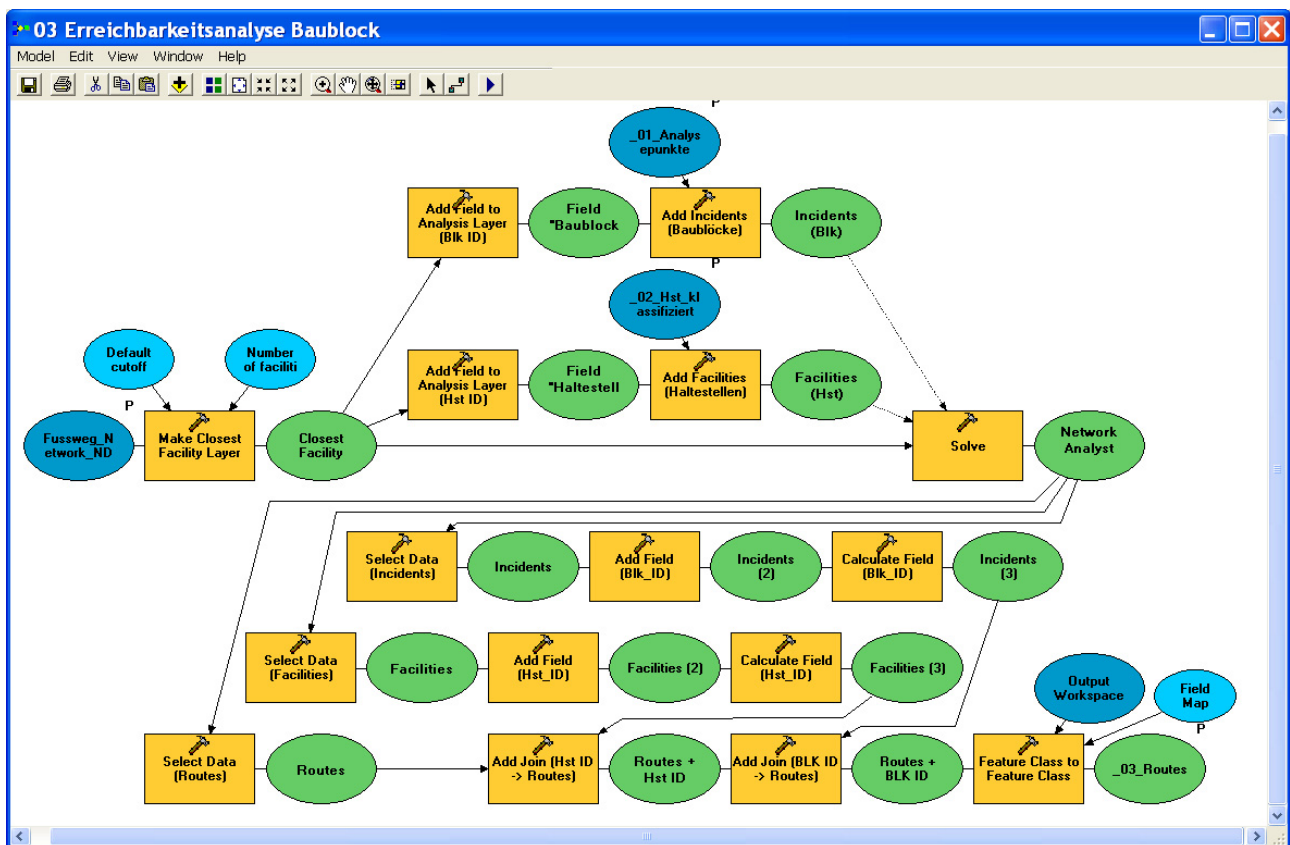 03 Erreichbarkeitsanalyse Baublock
Model Edit View Window Help
P
_01_Analys
epunkte
Add Field to
Analysis Layer
(Blk ID)
Field
"Baublock
Add Incidents
(Baublöcke)
Incidents
(Blk)
P
_02_Hst_kl
assifiziert
Default
cutoff
Number
of faciliti
Add Field to
Analysis Layer
(Hst ID)
Field
"Haltestell
Add Facilities
(Haltestellen)
Facilities
(Hst)
P
Fussweg_N
etwork_ND
Make Closest
Facility Layer
Closest
Facility
Solve
Network
Analyst
Select Data
(Incidents)
Incidents
Add Field
(Blk_ID)
Incidents
(2)
Calculate Field
(Blk_ID)
Incidents
(3)
Select Data
(Facilities)
Facilities
Add Field
(Hst_ID)
Facilities (2)
Calculate Field
(Hst_ID)
Facilities (3)
Output
Workspace
Field
Map
P
Select Data
(Routes)
Routes
Add Join (Hst ID
-> Routes)
Routes +
Hst ID
Add Join (BLK ID
-> Routes)
Routes +
BLK ID
Feature Class to
Feature Class
_03_Routes